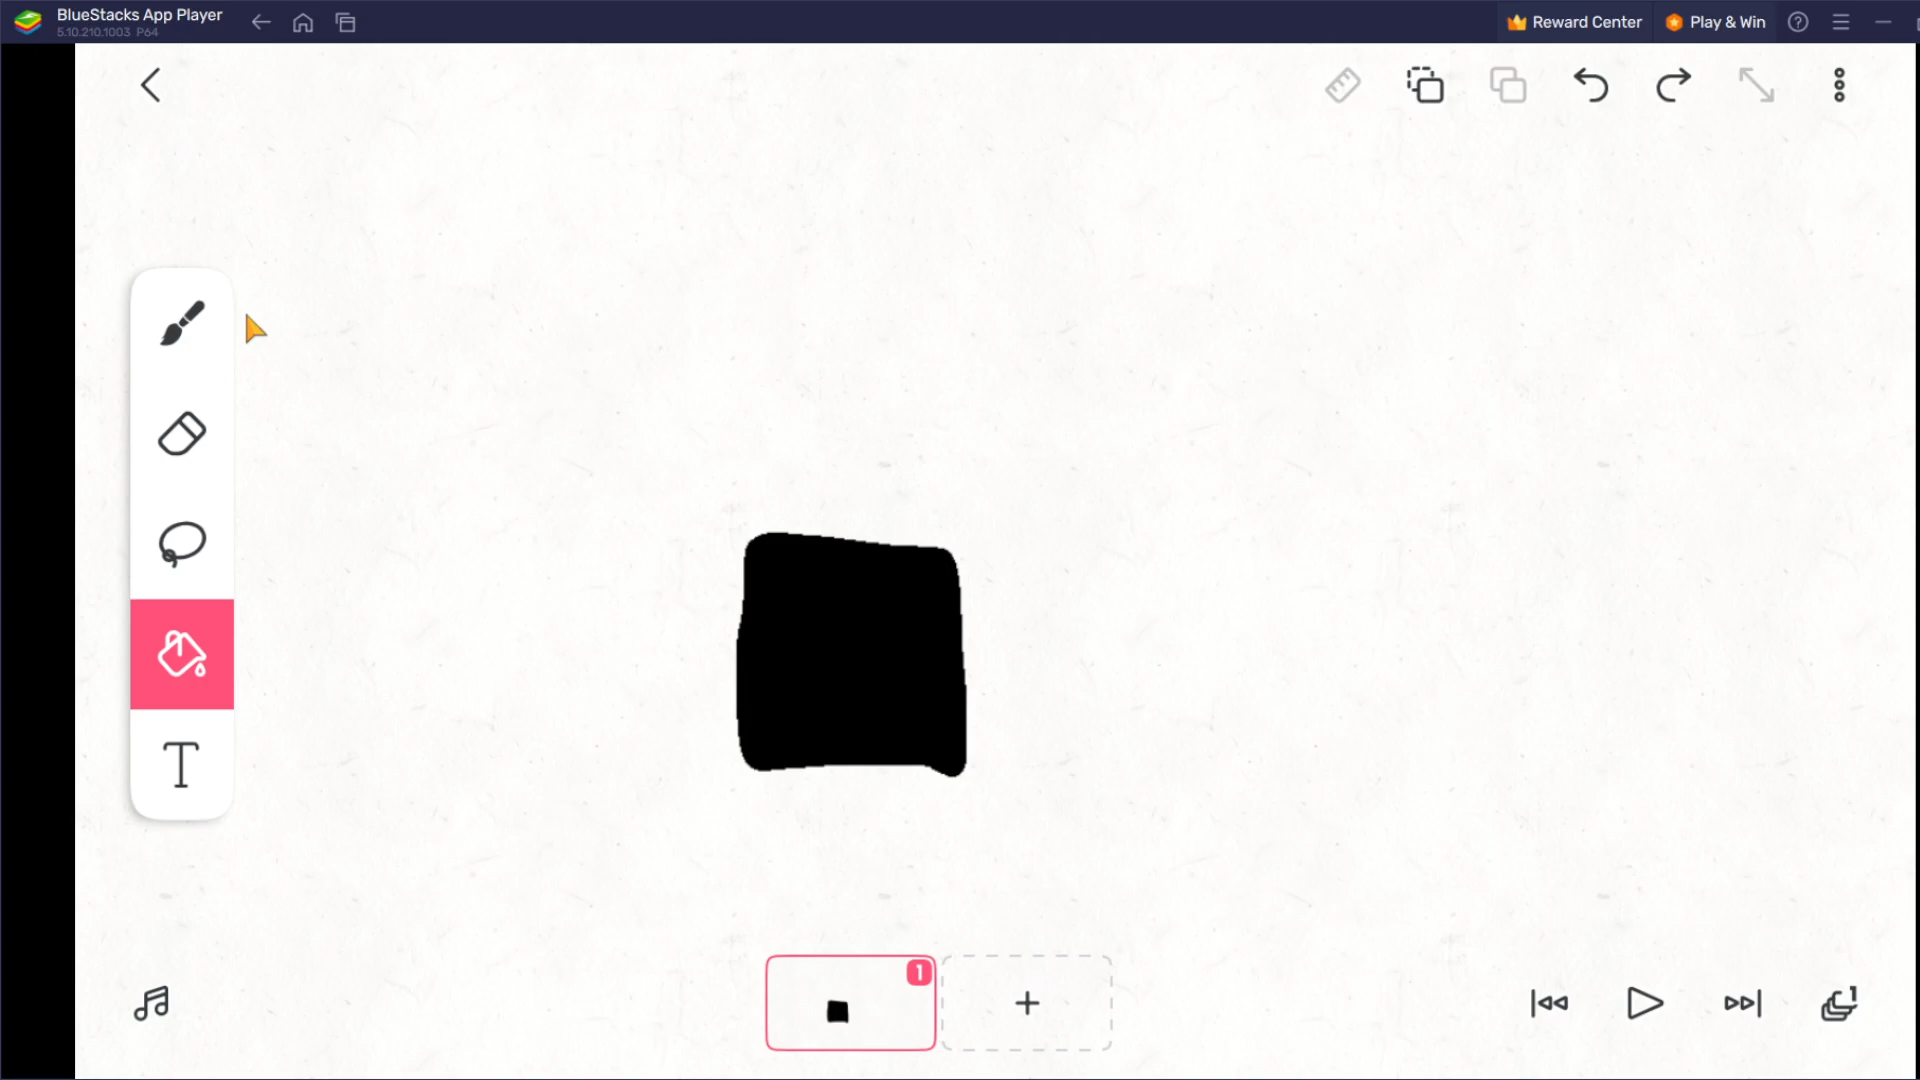 BlueStacks App Player
5.10.210.1003 P64
Reward Center
Play & Win
1
1